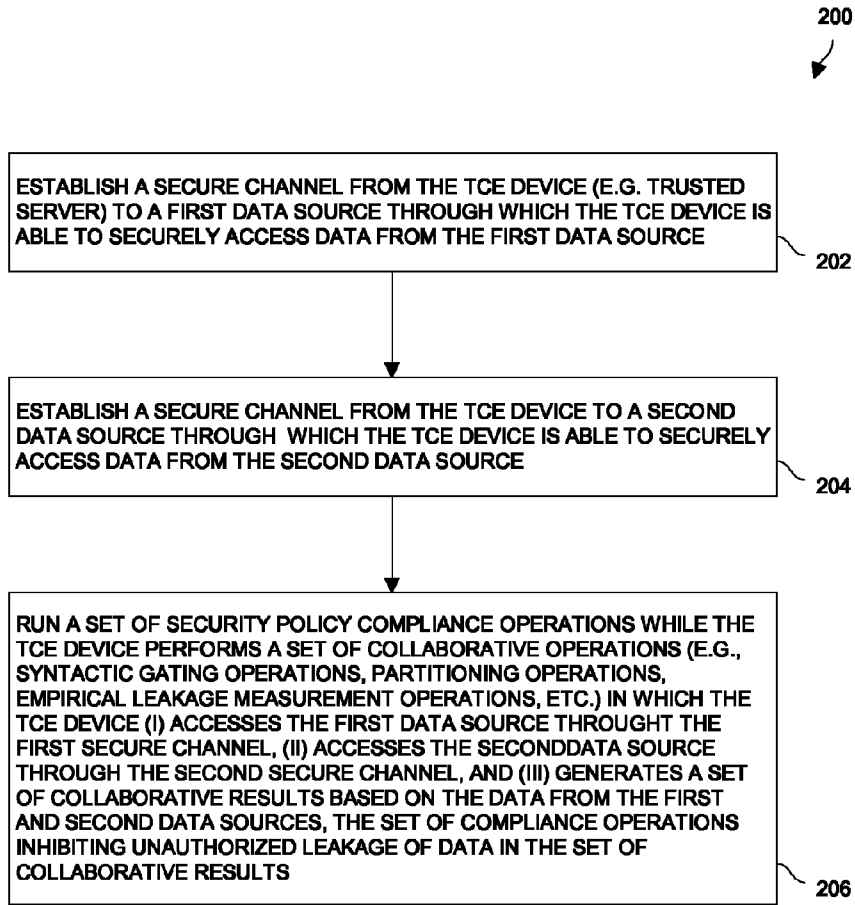 200
ESTABLISH A SECURE CHANNEL FROM THE TCE DEVICE (E.G. TRUSTED
SERVER) TO A FIRST DATA SOURCE THROUGH WHICH THE TCE DEVICE IS
ABLE TO SECURELY ACCESS DATA FROM THE FIRST DATA SOURCE
202
ESTABLISH A SECURE CHANNEL FROM THE TCE DEVICE TO A SECOND
DATA SOURCE THROUGH WHICH THE TCE DEVICE IS ABLE TO SECURELY
ACCESS DATA FROM THE SECOND DATA SOURCE
204
RUN A SET OF SECURITY POLICY COMPLIANCE OPERATIONS WHILE THE
TCE DEVICE PERFORMS A SET OF COLLABORATIVE OPERATIONS (E.G.,
SYNTACTIC GATING OPERATIONS, PARTITIONING OPERATIONS,
EMPIRICAL LEAKAGE MEASUREMENT OPERATIONS, ETC.) IN WHICH THE
TCE DEVICE (I) ACCESSES THE FIRST DATA SOURCE THROUGHT THE
FIRST SECURE CHANNEL, (II) ACCESSES THE SECONDDATA SOURCE
THROUGH THE SECOND SECURE CHANNEL, AND (III) GENERATES A SET
OF COLLABORATIVE RESULTS BASED ON THE DATA FROM THE FIRST
AND SECOND DATA SOURCES, THE SET OF COMPLIANCE OPERATIONS
INHIBITING UNAUTHORIZED LEAKAGE OF DATA IN THE SET OF
COLLABORATIVE RESULTS
206